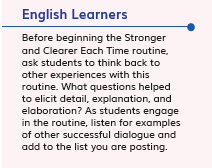 English Learners
Before beginning the Stronger
and Clearer Each Time routine,
ask students to think back to
other experiences with this
routine. What questions helped
to elicit detail, explanation, and
elaboration? As students engage
in the routine, listen for examples
of other successful dialogue and
add to the list you are posting.